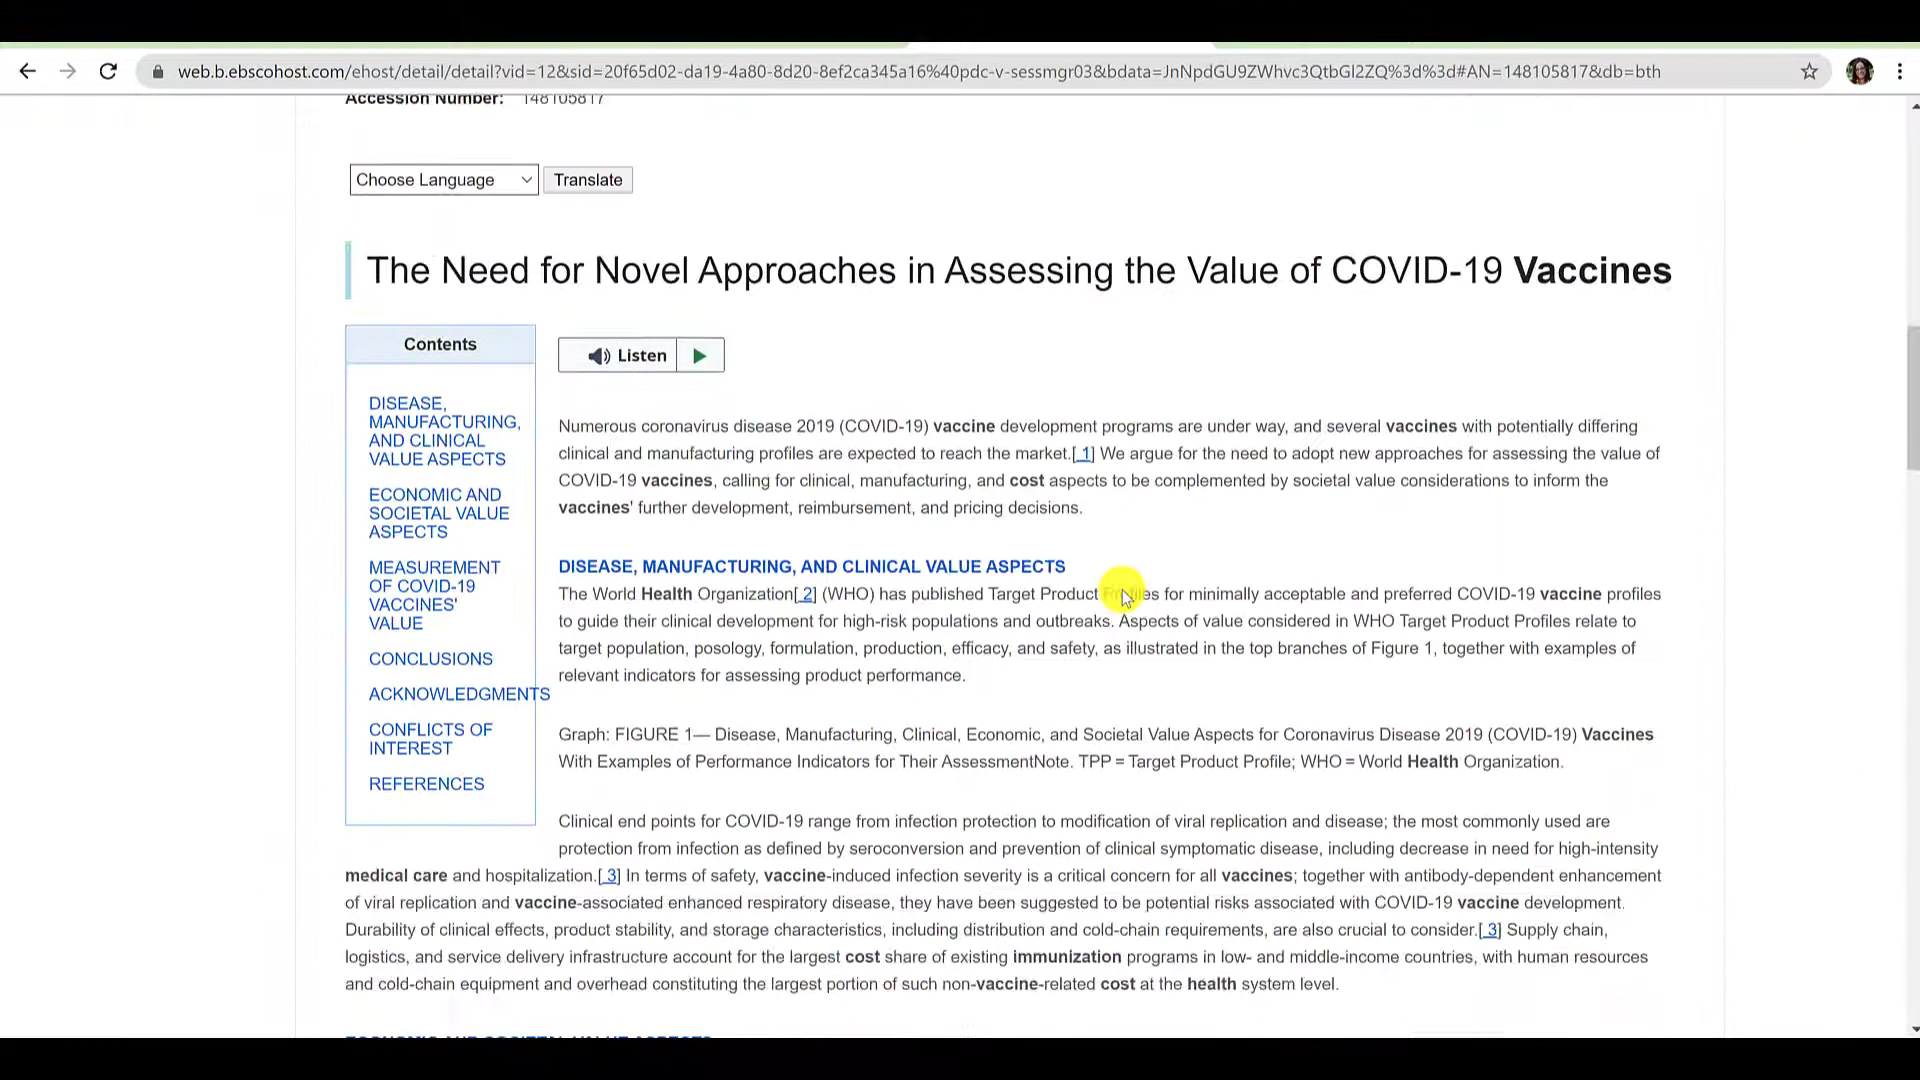 web.b.ebscohost.com/ehost/detail/detail?vid=12&sid=20f65d02-da19-4a80-8d20-8ef2ca345a16%40pdc-v-sessmgr03&bdata=JnNpdGU9ZWhvc3QtbGl2ZQ%3d%3d#AN=148105817&db=bth
Accession Number: 148105817
Choose Language Translate
The Need for Novel Approaches in Assessing the Value of COVID-19 Vaccines
Contents
DISEASE,
MANUFACTURING,
AND CLINICAL
VALUE ASPECTS
ECONOMIC AND
SOCIETAL VALUE
ASPECTS
MEASUREMENT
OF COVID-19
VACCINES'
VALUE
CONCLUSIONS
ACKNOWLEDGMENTS
CONFLICTS OF
INTEREST
REFERENCES
Listen
Numerous coronavirus disease 2019 (COVID-19) vaccine development programs are under way, and several vaccines with potentially differing
clinical and manufacturing profiles are expected to reach the market.[ 1] We argue for the need to adopt new approaches for assessing the value of
COVID-19 vaccines, calling for clinical, manufacturing, and cost aspects to be complemented by societal value considerations to inform the
vaccines' further development, reimbursement, and pricing decisions.
DISEASE, MANUFACTURING, AND CLINICAL VALUE ASPECTS
The World Health Organization[ 2] (WHO) has published Target Product Profiles for minimally acceptable and preferred COVID-19 vaccine profiles
to guide their clinical development for high-risk populations and outbreaks. Aspects of value considered in WHO Target Product Profiles relate to
target population, posology, formulation, production, efficacy, and safety, as illustrated in the top branches of Figure 1, together with examples of
relevant indicators for assessing product performance.
Graph: FIGURE 1— Disease, Manufacturing, Clinical, Economic, and Societal Value Aspects for Coronavirus Disease 2019 (COVID-19) Vaccines
With Examples of Performance Indicators for Their AssessmentNote. TPP = Target Product Profile; WHO = World Health Organization.
Clinical end points for COVID-19 range from infection protection to modification of viral replication and disease; the most commonly used are
protection from infection as defined by seroconversion and prevention of clinical symptomatic disease, including decrease in need for high-intensity
medical care and hospitalization.[ 3] In terms of safety, vaccine-induced infection severity is a critical concern for all vaccines; together with antibody-dependent enhancement
of viral replication and vaccine-associated enhanced respiratory disease, they have been suggested to be potential risks associated with COVID-19 vaccine development.
Durability of clinical effects, product stability, and storage characteristics, including distribution and cold-chain requirements, are also crucial to consider.[ 3] Supply chain,
logistics, and service delivery infrastructure account for the largest cost share of existing immunization programs in low- and middle-income countries, with human resources
and cold-chain equipment and overhead constituting the largest portion of such non-vaccine-related cost at the health system level.
ECONOMIC AND SOCIETAL VALUE ASPECTS